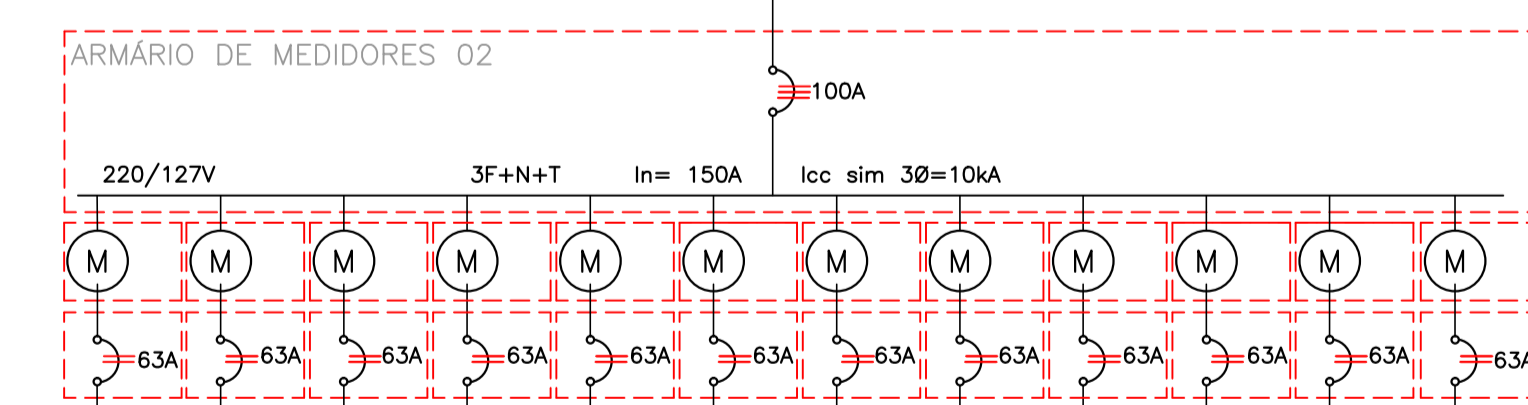 ARMÁRIO DE MEDIDORES 02
100A
220/127V 3F+N+T In= 150A Icc sim 3Ø=10kA
M M M M M M M M M M M M
63A 63A 63A 63A 63A 63A 63A 63A 63A 63A 63A 63A